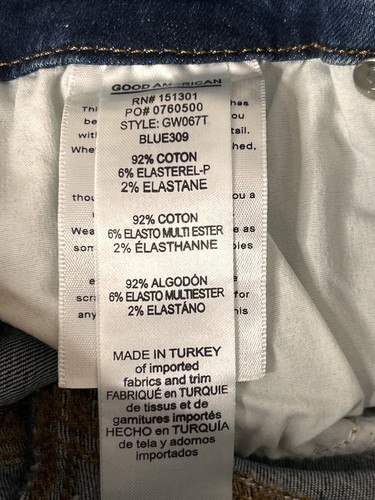 GOOD AMERICAN
RN# 151301
PO# 0760500
STYLE: GW067T
BLUE309
92% COTON
6% ELASTEREL-P
2% ELASTANE
92% COTON
6% ELASTO MULTI ESTER
2% ÉLASTHANNE
92% ALGODÓN
6% ELASTO MULTIESTER
2% ELASTÁNO
MADE IN TURKEY
of imported
fabrics and trim
FABRIQUÉ en TURQUIE
de tissus et de
garnitures importés
HECHO en TURQUÍA
de tela y adornos
importados